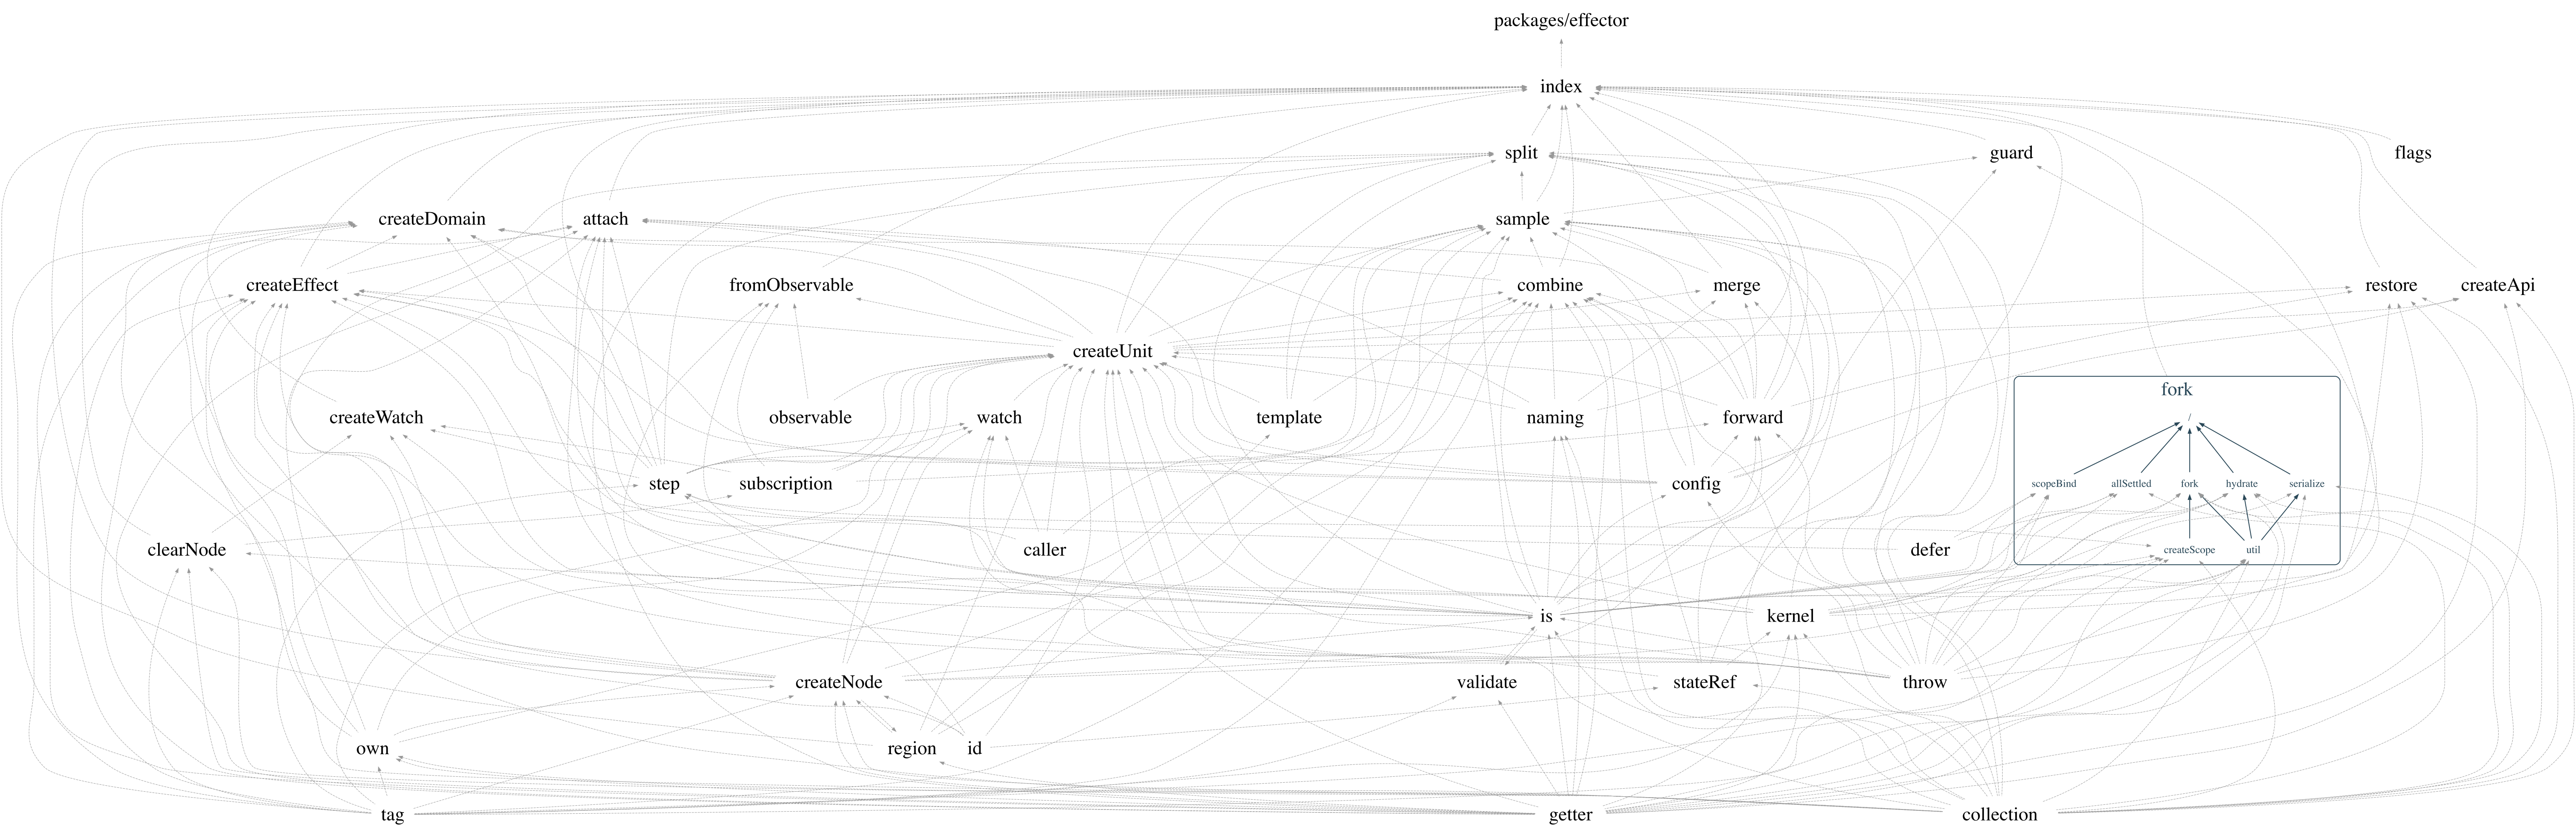 packages/effector
index
split
guard
flags
createDomain
attach
sample
createEffect
fromObservable
combine
merge
restore
createApi
createUnit
fork
/
createWatch
observable
watch
template
naming
forward
step
subscription
config
scopeBind
allSettled
fork
hydrate
serialize
clearNode
caller
defer
createScope
util
is
kernel
createNode
validate
stateRef
throw
own
region
id
tag
getter
collection